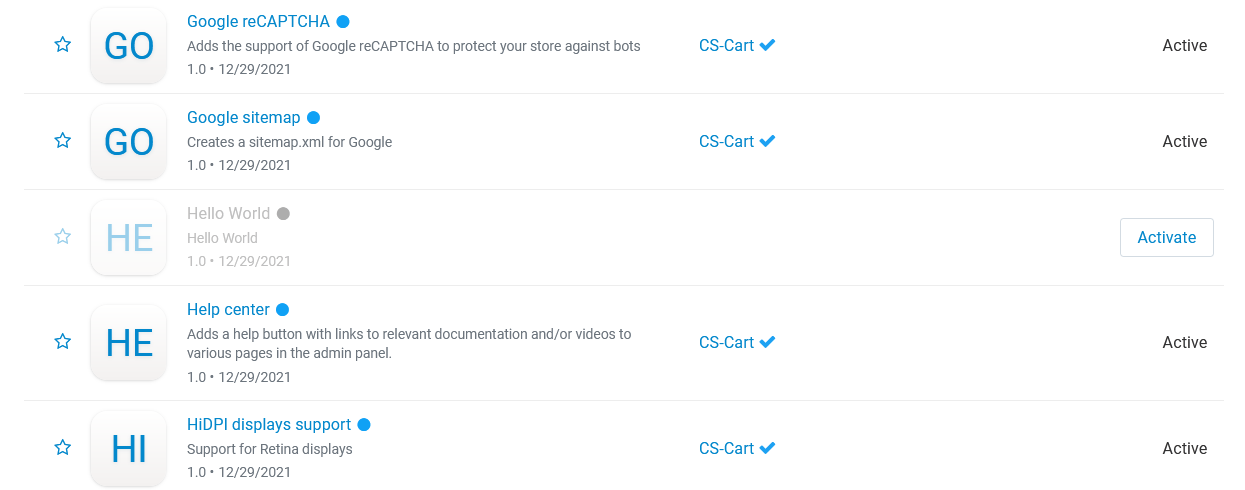 GO
Google reCAPTCHA
Adds the support of Google reCAPTCHA to protect your store against bots
1.0 • 12/29/2021
CS-Cart
Active
GO
Google sitemap
Creates a sitemap.xml for Google
1.0 • 12/29/2021
CS-Cart
Active
HE
Hello World
Hello World
1.0 • 12/29/2021
Activate
HE
Help center
Adds a help button with links to relevant documentation and/or videos to
various pages in the admin panel.
1.0 • 12/29/2021
CS-Cart
Active
HI
HiDPI displays support
Support for Retina displays
1.0 • 12/29/2021
CS-Cart
Active